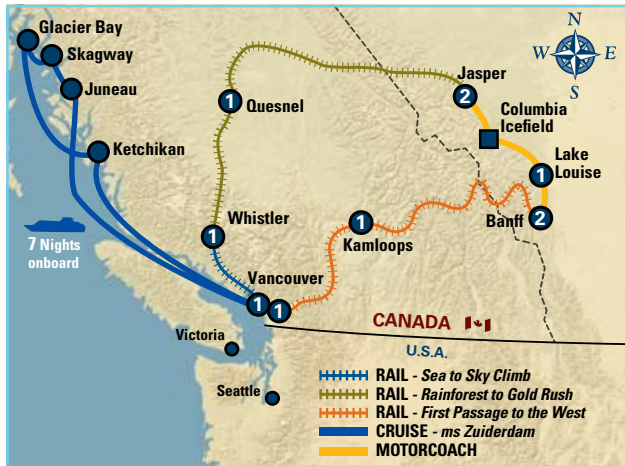 Glacier Bay
Skagway
Juneau
Ketchikan
7 Nights
onboard
N
W
E
S
Jasper
2
Columbia
Icefield
Lake
Louise
1
Banff
2
1
Quesnel
Whistler
1
1
Kamloops
Vancouver
1
1
Victoria
Seattle
CANADA
U.S.A.
RAIL - Sea to Sky Climb
RAIL - Rainforest to Gold Rush
RAIL - First Passage to the West
CRUISE - ms Zuiderdam
MOTORCOACH